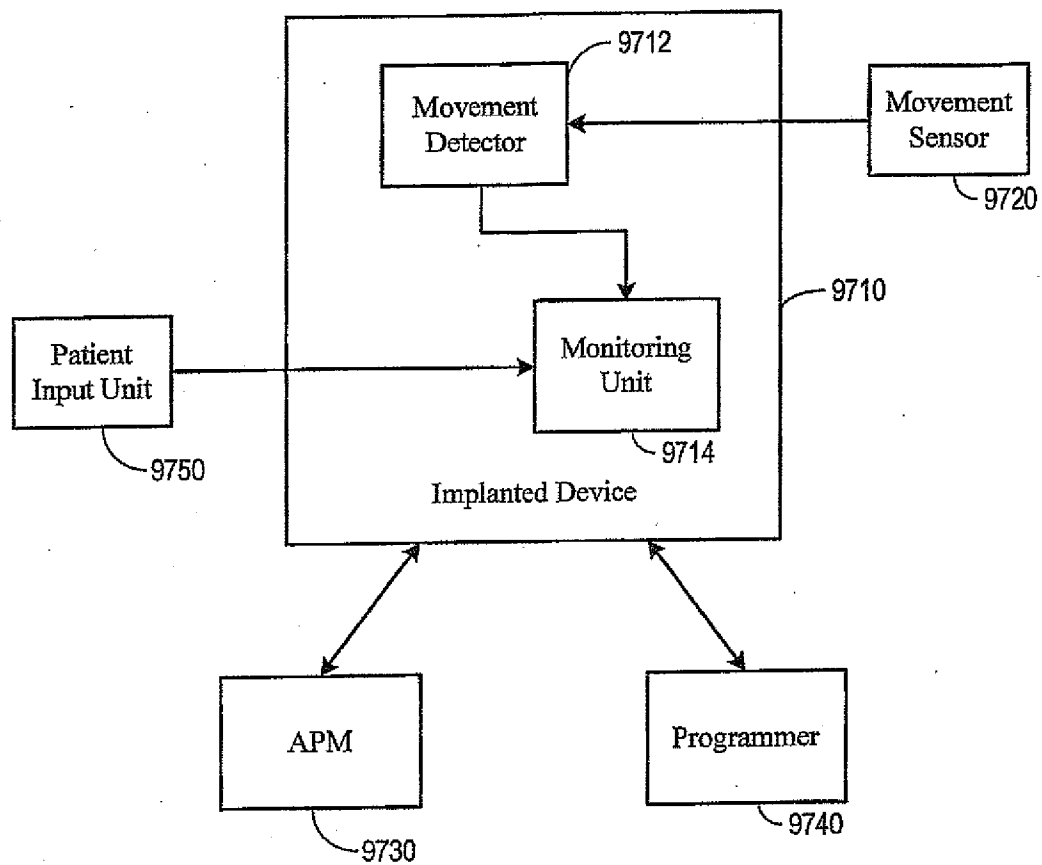 9712
Movement
Detector
Movement
Sensor
9720
9710
Patient
Input Unit
9750
Monitoring
Unit
9714
Implanted Device
APM
9730
Programmer
9740